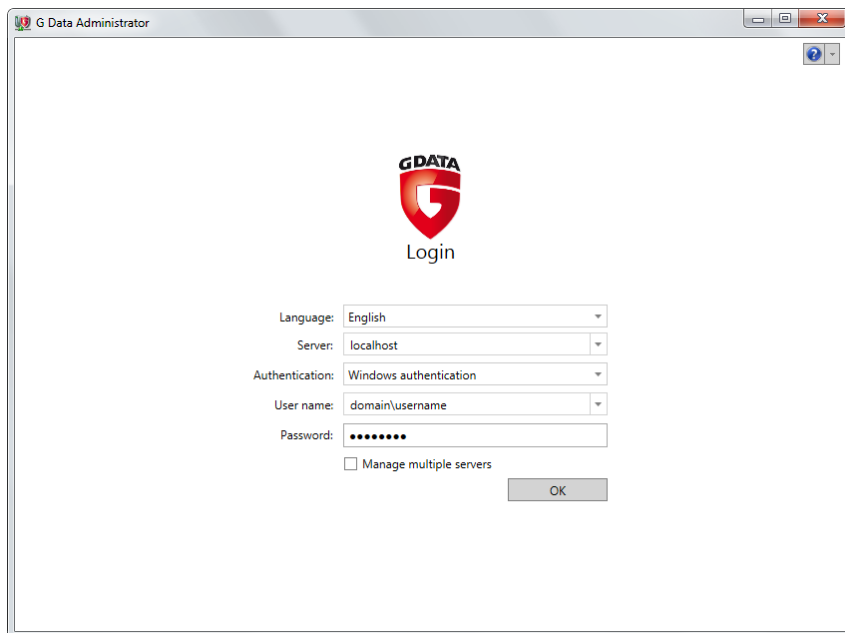 G Data Administrator
GDATA
Login
Language: English
Server: localhost
Authentication: Windows authentication
User name: domain\username
Password: ••••••••
Manage multiple servers
OK